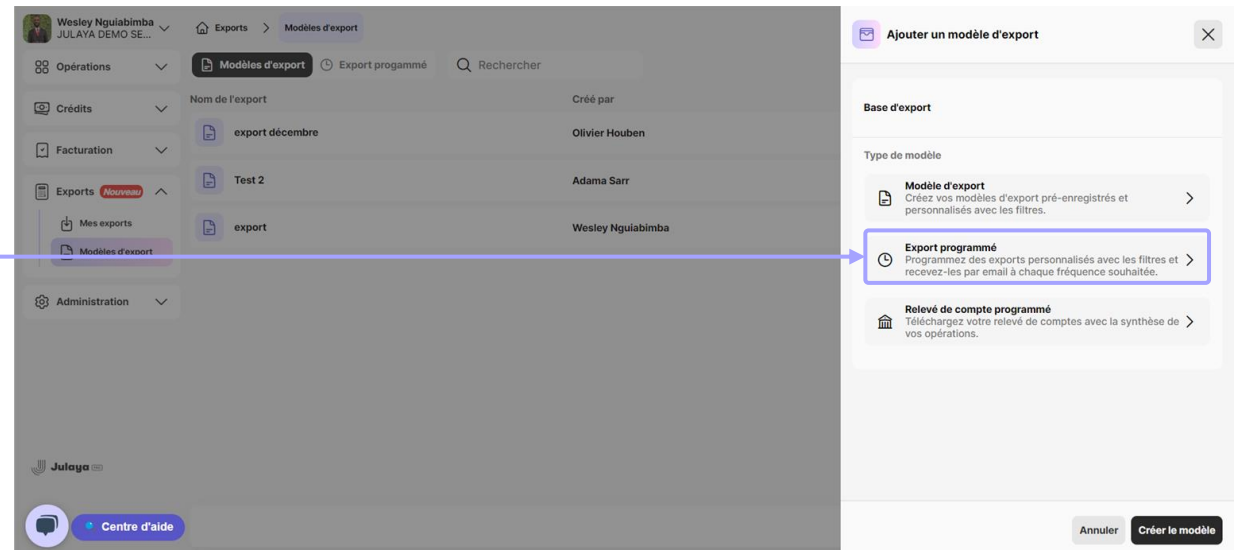 Wesley Nguiabimba
JULAYA DEMO SE...
Exports > Modèles d'export
Opérations
Crédits
Facturation
Exports Nouveau
Mes exports
Modèles d'export
Administration
Julaya
Centre d'aide
Modèles d'export
Export progammé
Rechercher
Nom de l'export Créé par
export décembre Olivier Houben
Test 2 Adama Sarr
export Wesley Nguiabimba
Ajouter un modèle d'export
Base d'export
Type de modèle
Modèle d'export
Créez vos modèles d'export pré-enregistrés et
personnalisés avec les filtres.
Export programmé
Programmez des exports personnalisés avec les filtres et
recevez-les par email à chaque fréquence souhaitée.
Relevé de compte programmé
Téléchargez votre relevé de comptes avec la synthèse de
vos opérations.
Annuler
Créer le modèle